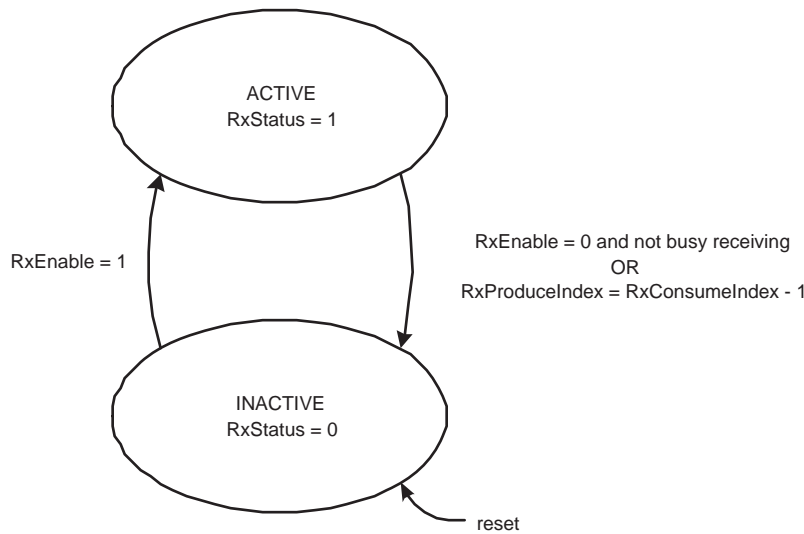 ACTIVE
RxStatus = 1
RxEnable = 1
RxEnable = 0 and not busy receiving
OR
RxProduceIndex = RxConsumeIndex - 1
INACTIVE
RxStatus = 0
reset